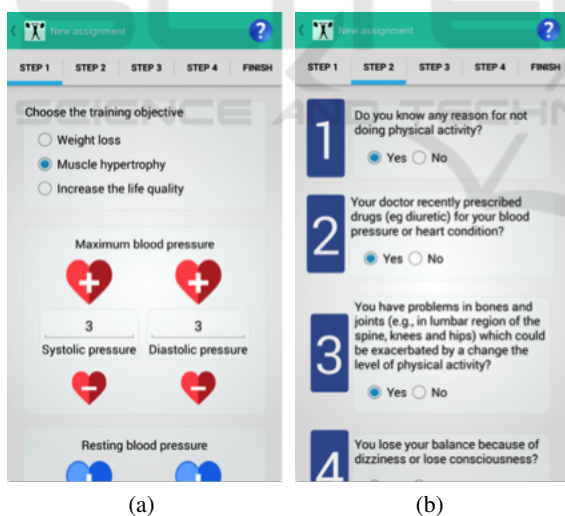 New assignment
?
STEP 1 STEP 2 STEP 3 STEP 4 FINISH
Choose the training objective
Weight loss
Muscle hypertrophy
Increase the life quality
Maximum blood pressure
+ +
3 3
Systolic pressure Diastolic pressure
- -
Resting blood pressure
(a)
New assignment
?
STEP 1 STEP 2 STEP 3 STEP 4 FINISH
1
Do you know any reason for not
doing physical activity?
Yes No
2
Your doctor recently prescribed
drugs (eg diuretic) for your blood
pressure or heart condition?
Yes No
3
You have problems in bones and
joints (e.g., in lumbar region of the
spine, knees and hips) which could
be exacerbated by a change the
level of physical activity?
Yes No
4
You lose your balance because of
dizziness or lose consciousness?
(b)
SCIENCE AND TECHN